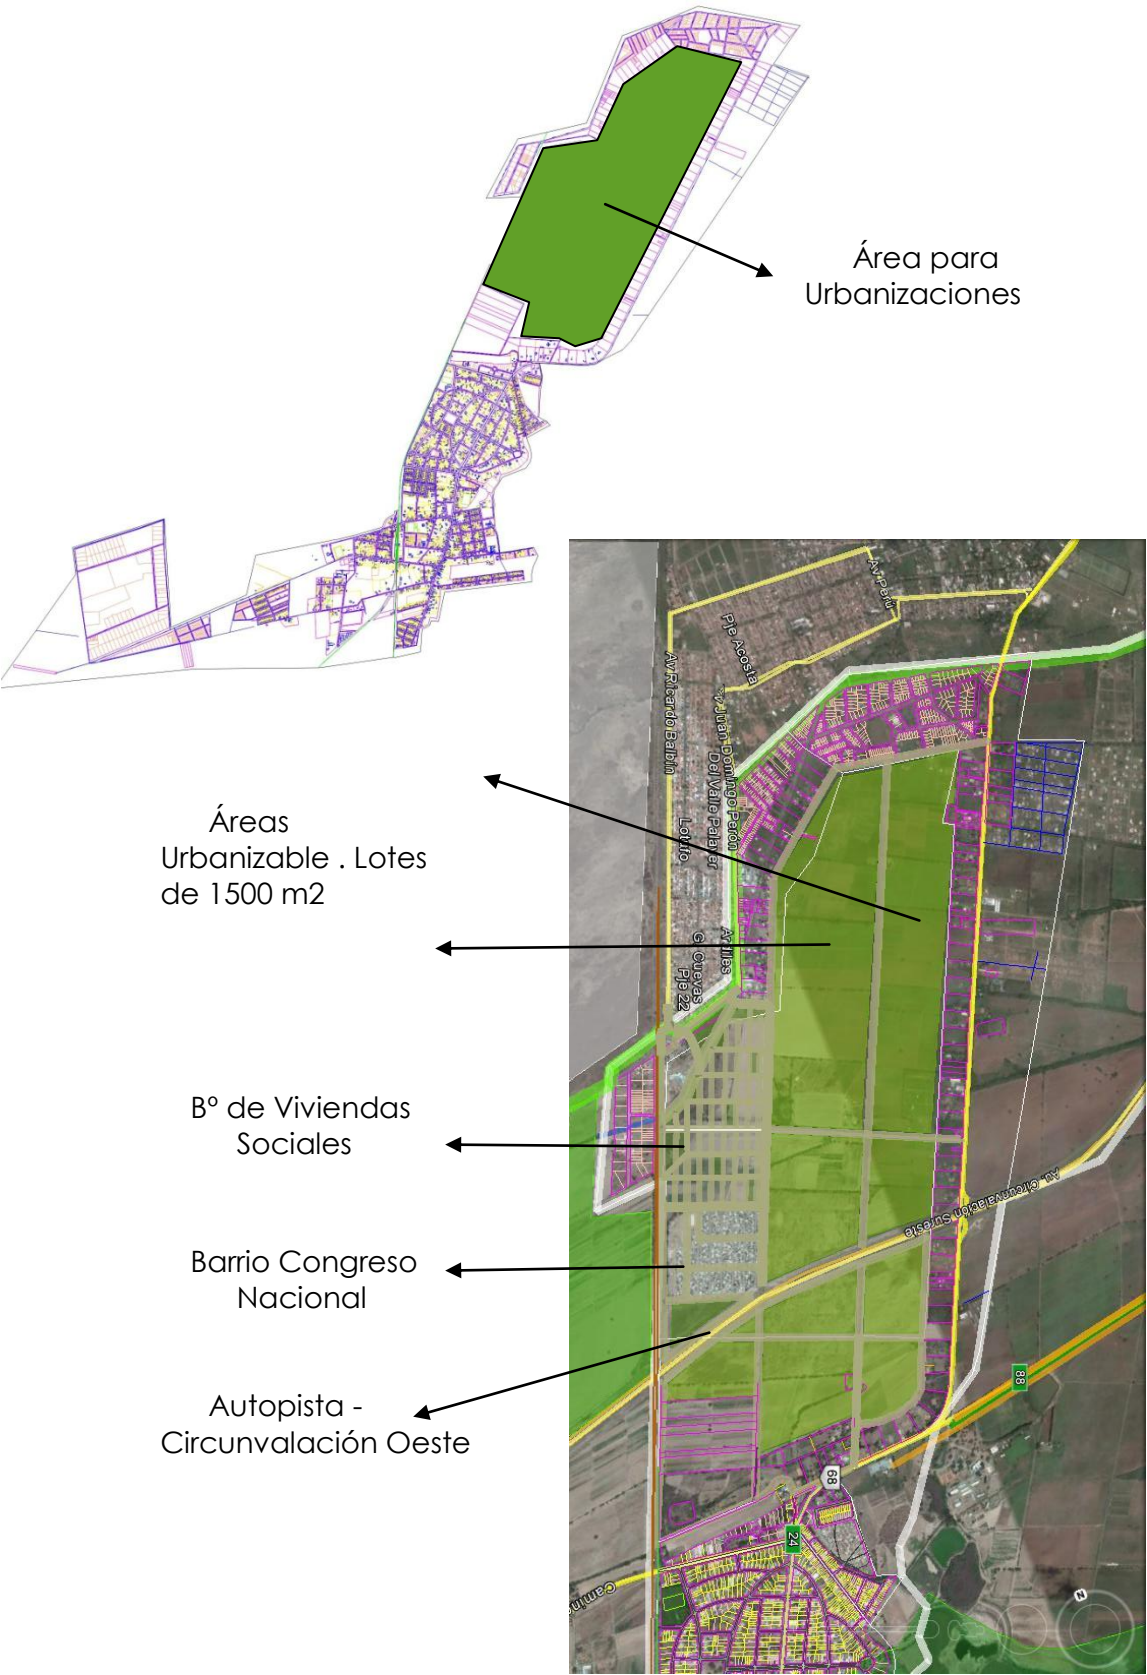 Área para
Urbanizaciones
Av Perú
Pje Acosta
Av Ricardo Balbín
Av Juan Domingo Perón
Del Valle Palaver
Lotufo
Áreas
Urbanizable . Lotes
de 1500 m2
G. Cuevas
Pje 22
Bº de Viviendas
Sociales
Av. Circunvalación Sureste
Barrio Congreso
Nacional
88
Autopista -
Circunvalación Oeste
68
24
Camin
N